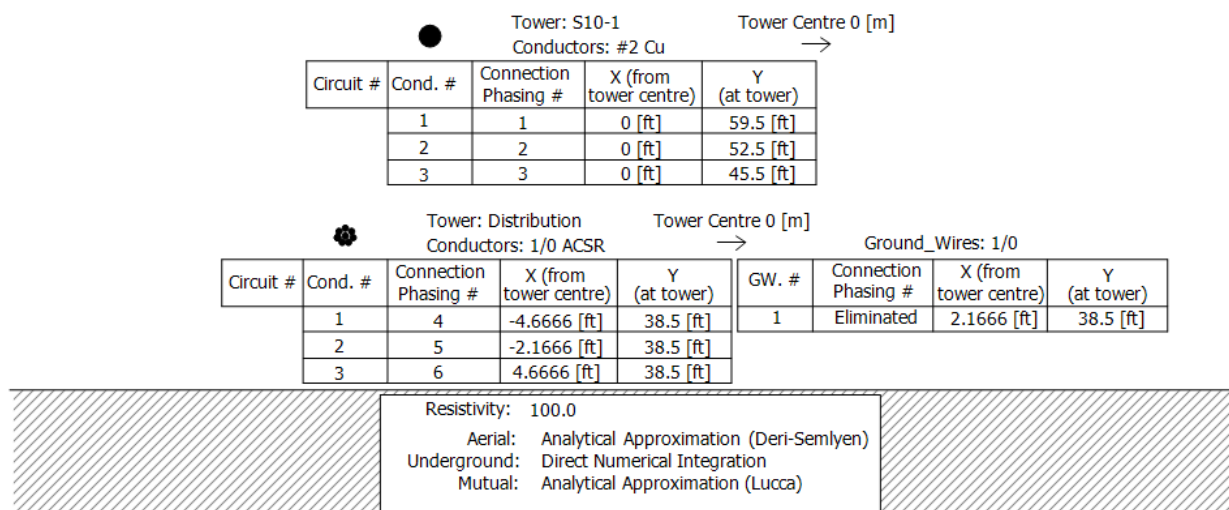 Tower: S10-1 Tower Centre 0 [m]
Conductors: #2 Cu
Circuit # Cond. # Connection Phasing # X (from tower centre) Y (at tower)
1 1 0 [ft] 59.5 [ft]
2 2 0 [ft] 52.5 [ft]
3 3 0 [ft] 45.5 [ft]
Tower: Distribution Tower Centre 0 [m]
Conductors: 1/0 ACSR Ground_Wires: 1/0
Circuit # Cond. # Connection Phasing # X (from tower centre) Y (at tower) GW. # Connection Phasing # X (from tower centre) Y (at tower)
1 4 -4.6666 [ft] 38.5 [ft] 1 Eliminated 2.1666 [ft] 38.5 [ft]
2 5 -2.1666 [ft] 38.5 [ft]
3 6 4.6666 [ft] 38.5 [ft]
Resistivity: 100.0
Aerial: Analytical Approximation (Deri-Semlyen)
Underground: Direct Numerical Integration
Mutual: Analytical Approximation (Lucca)